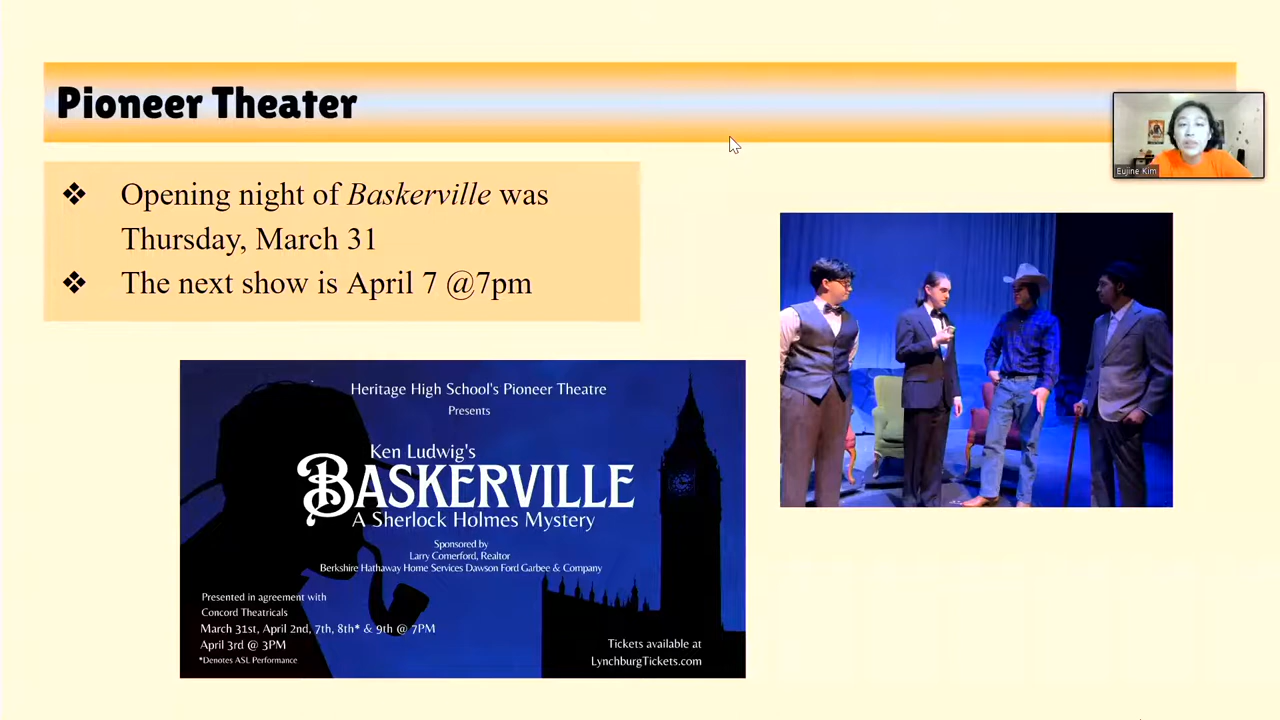 Pioneer Theater
Eujine Kim
❖ Opening night of Baskerville was
Thursday, March 31
❖ The next show is April 7 @7pm
Heritage High School's Pioneer Theatre
Presents
Ken Ludwig's
BASKERVILLE
A Sherlock Holmes Mystery
Sponsored by
Larry Comerford, Realtor
Berkshire Hathaway Home Services Dawson Ford Garbee & Company
Presented in agreement with
Concord Theatricals
March 31st, April 2nd, 7th, 8th* & 9th @ 7PM
April 3rd @ 3PM
*Denotes ASL Performance
Tickets available at
LynchburgTickets.com